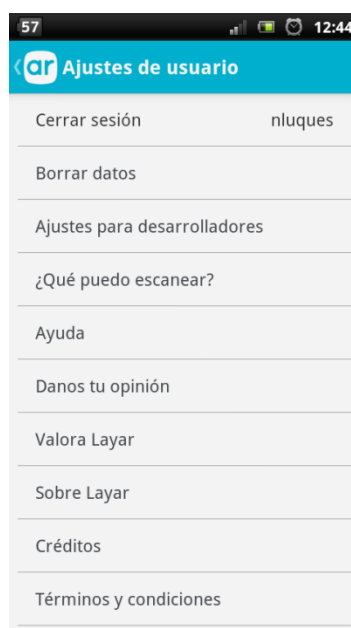 57 12:44
ar Ajustes de usuario
Cerrar sesión nluques
Borrar datos
Ajustes para desarrolladores
¿Qué puedo escanear?
Ayuda
Danos tu opinión
Valora Layar
Sobre Layar
Créditos
Términos y condiciones